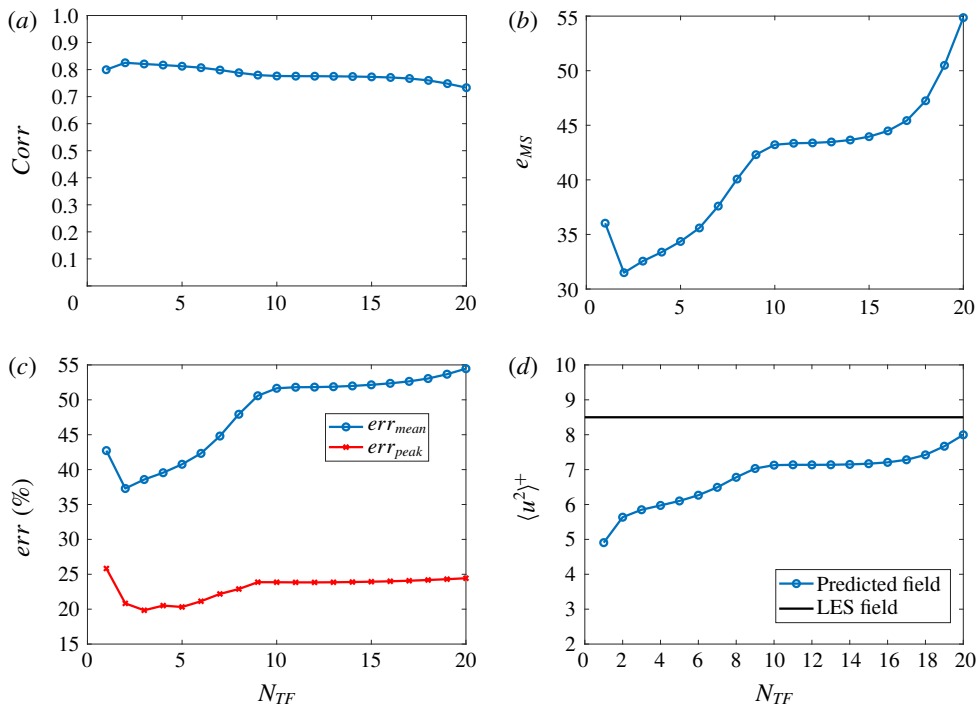 (a)
1.0
0.9
0.8
0.7
0.6
0.5
0.4
0.3
0.2
0.1
0 5 10 15 20
Corr
(b)
55
50
45
40
35
30
0 5 10 15 20
e_MS
(c)
55
50
45
40
35
30
25
20
15
0 5 10 15 20
err (%)
N_TF
err_mean
err_peak
(d)
10
9
8
7
6
5
4
3
2
0 2 4 6 8 10 12 14 16 18 20
⟨u²⟩⁺
N_TF
Predicted field
LES field